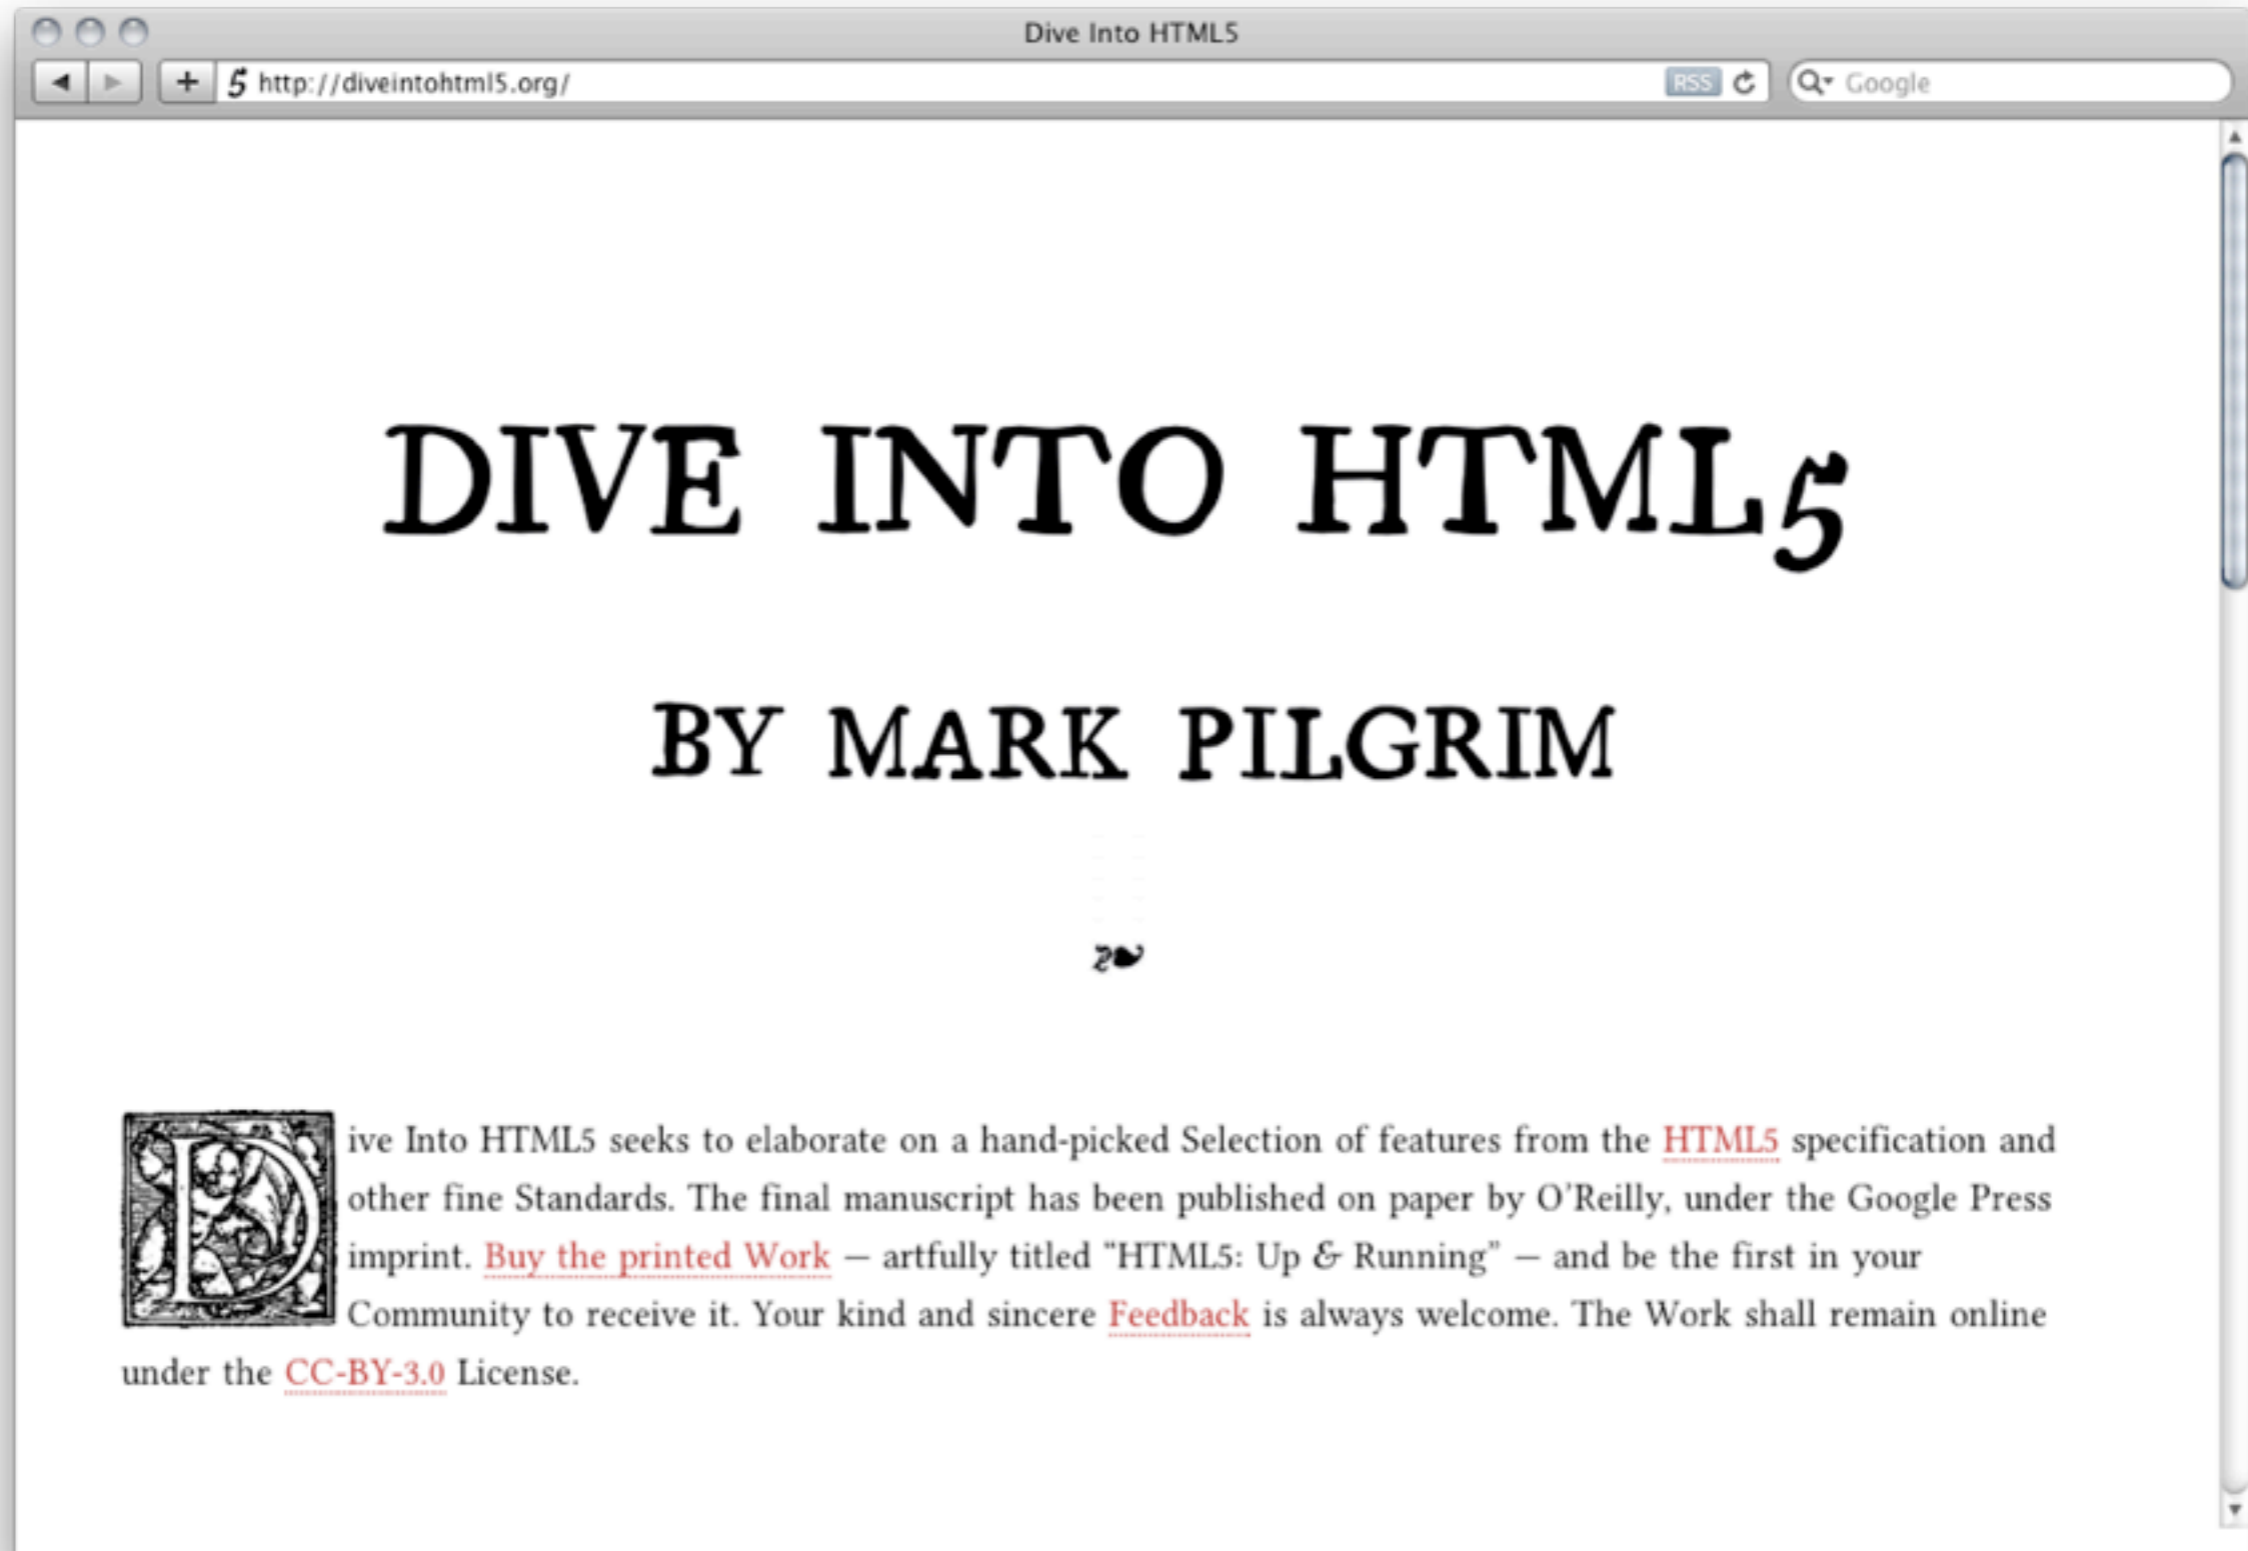 Dive Into HTML5
5 http://diveintohtml5.org/ RSS Google
DIVE INTO HTML5
BY MARK PILGRIM
Dive Into HTML5 seeks to elaborate on a hand-picked Selection of features from the HTML5 specification and
other fine Standards. The final manuscript has been published on paper by O’Reilly, under the Google Press
imprint. Buy the printed Work — artfully titled "HTML5: Up & Running” — and be the first in your
Community to receive it. Your kind and sincere Feedback is always welcome. The Work shall remain online
under the CC-BY-3.0 License.